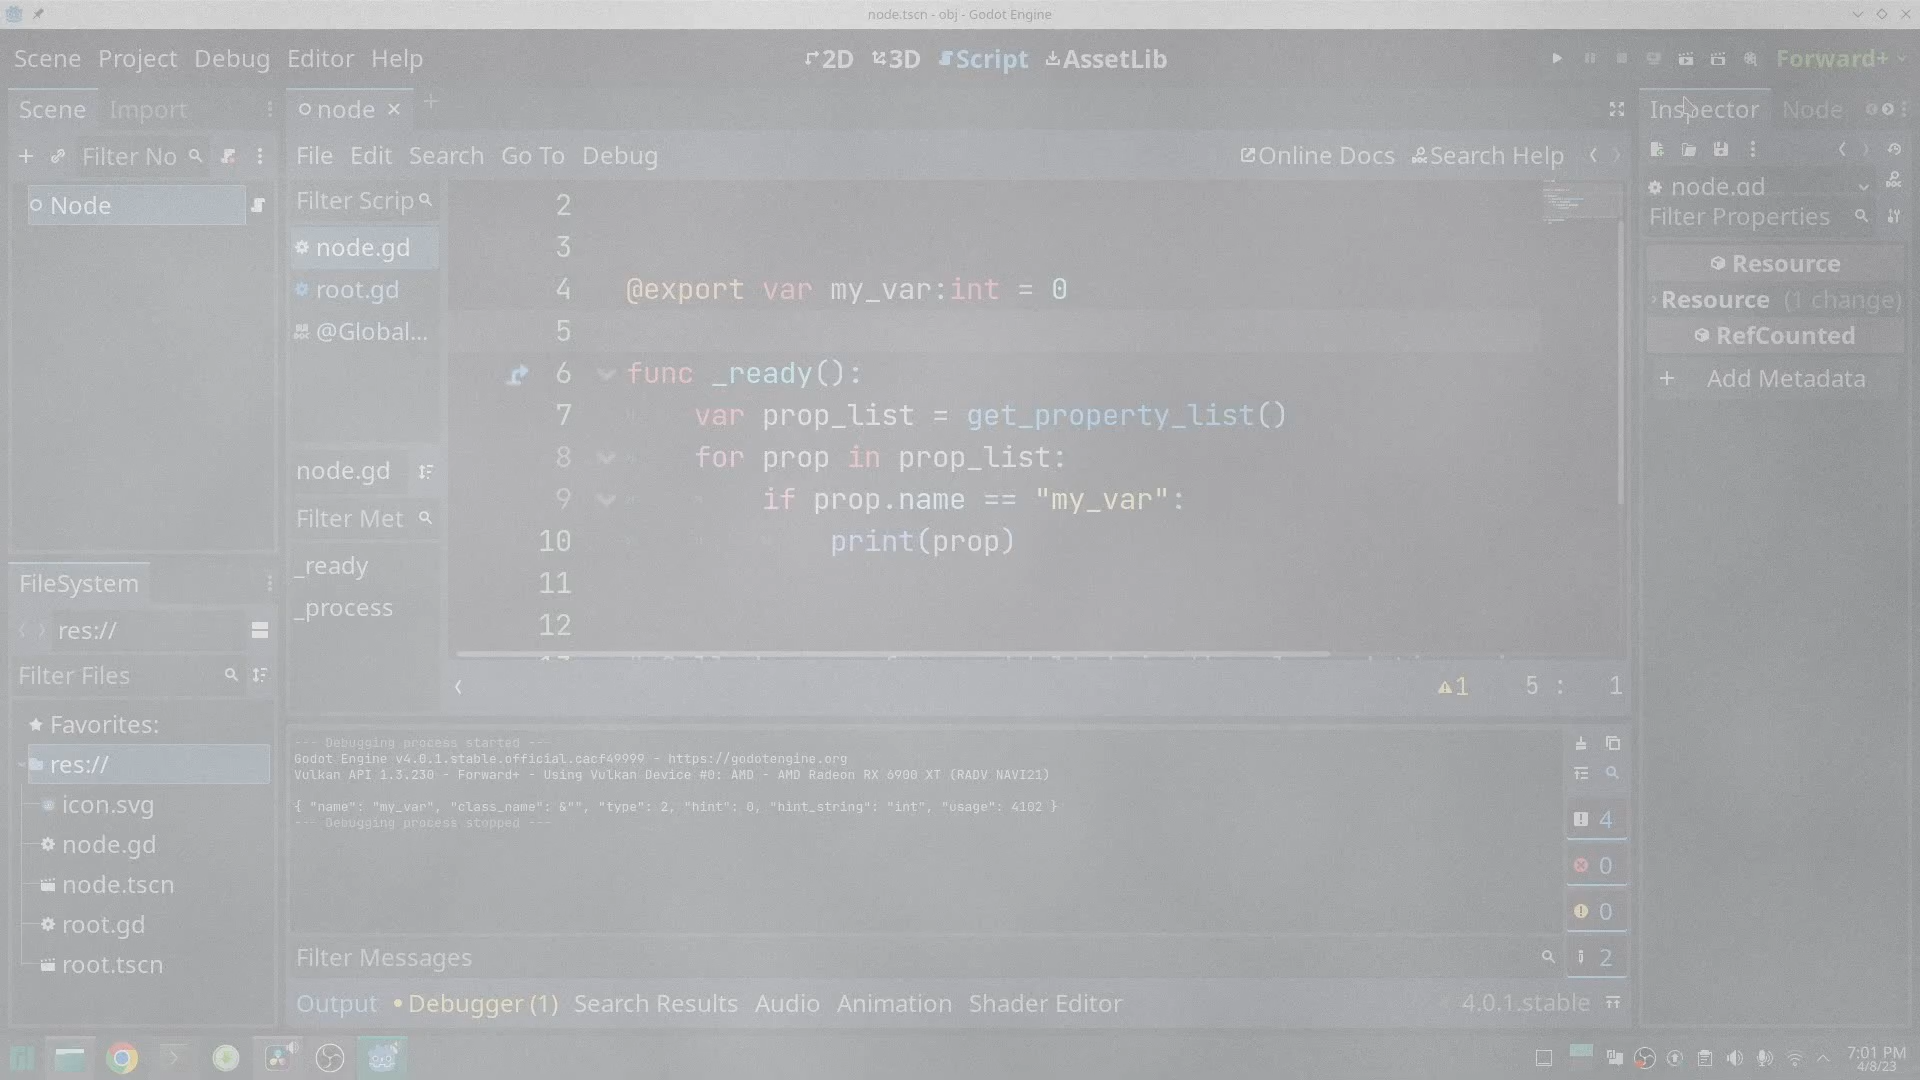 node.tscn - obj - Godot Engine
Scene Project Debug Editor Help
2D 3D Script AssetLib
Forward+
Scene Import
node
Inspector Node
Filter No
File Edit Search Go To Debug
Online Docs Search Help
Node
Filter Scrip
node.gd
root.gd
@Global...
node.gd
Filter Met
_ready
_process
2
3
4 @export var my_var:int = 0
5
6 func _ready():
7 var prop_list = get_property_list()
8 for prop in prop_list:
9 if prop.name == "my_var":
10 print(prop)
11
12
1 5 : 1
node.gd
Filter Properties
Resource
Resource (1 change)
RefCounted
+ Add Metadata
FileSystem
res://
Filter Files
Favorites:
res://
icon.svg
node.gd
node.tscn
root.gd
root.tscn
--- Debugging process started ---
Godot Engine v4.0.1.stable.official.cacf49999 - https://godotengine.org
Vulkan API 1.3.230 - Forward+ - Using Vulkan Device #0: AMD - AMD Radeon RX 6900 XT (RADV NAVI21)
{ "name": "my_var", "class_name": &"", "type": 2, "hint": 0, "hint_string": "int", "usage": 4102 }
--- Debugging process stopped ---
4
0
0
2
Filter Messages
Output Debugger (1) Search Results Audio Animation Shader Editor
4.0.1.stable
7:01 PM
4/8/23